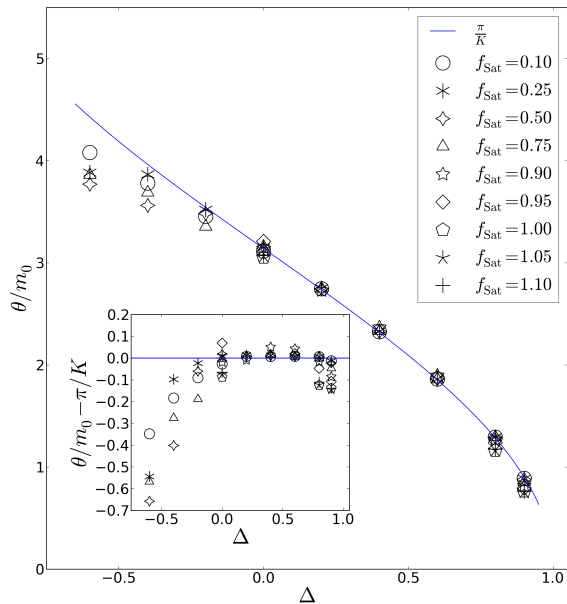 5
4
3
2
1
0
θ/m₀
−0.5
0.0
0.5
1.0
Δ
π/K
f_Sat=0.10
f_Sat=0.25
f_Sat=0.50
f_Sat=0.75
f_Sat=0.90
f_Sat=0.95
f_Sat=1.00
f_Sat=1.05
f_Sat=1.10
0.2
0.1
0.0
−0.1
−0.2
−0.3
−0.4
−0.5
−0.6
−0.7
θ/m₀−π/K
−0.5
0.0
0.5
1.0
Δ